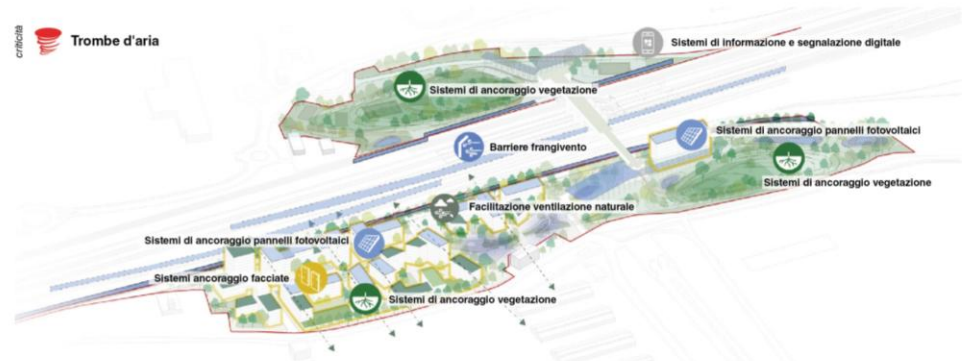 criticità
Trombe d'aria
Sistemi di informazione e segnalazione digitale
Sistemi di ancoraggio vegetazione
Sistemi di ancoraggio pannelli fotovoltaici
Barriere frangivento
Sistemi di ancoraggio vegetazione
Facilitazione ventilazione naturale
Sistemi di ancoraggio pannelli fotovoltaici
Sistemi ancoraggio facciate
Sistemi di ancoraggio vegetazione